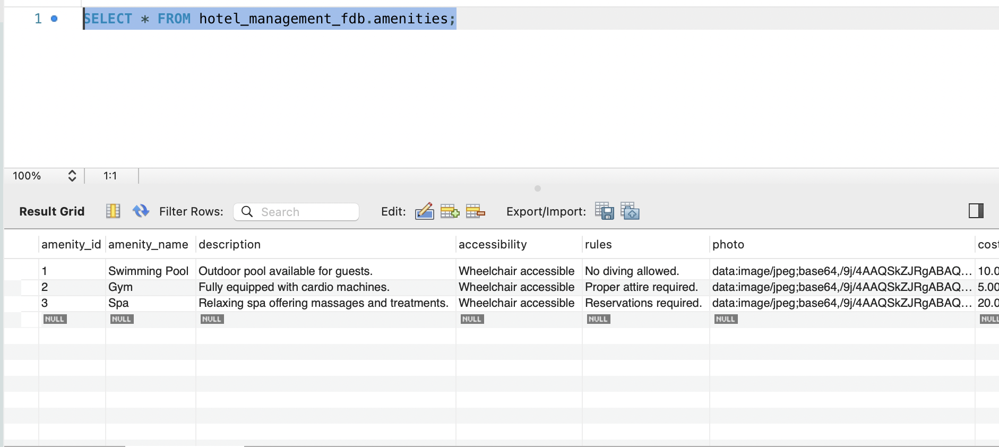 1 SELECT * FROM hotel_management_fdb.amenities;
100% 1:1
Result Grid Filter Rows: Search Edit: Export/Import:
amenity_id amenity_name description accessibility rules photo cost
1 Swimming Pool Outdoor pool available for guests. Wheelchair accessible No diving allowed. data:image/jpeg;base64,/9j/4AAQSkZJRgABAQ... 10.0
2 Gym Fully equipped with cardio machines. Wheelchair accessible Proper attire required. data:image/jpeg;base64,/9j/4AAQSkZJRgABAQ... 5.00
3 Spa Relaxing spa offering massages and treatments. Wheelchair accessible Reservations required. data:image/jpeg;base64,/9j/4AAQSkZJRgABAQ... 20.0
NULL NULL NULL NULL NULL NULL NULL